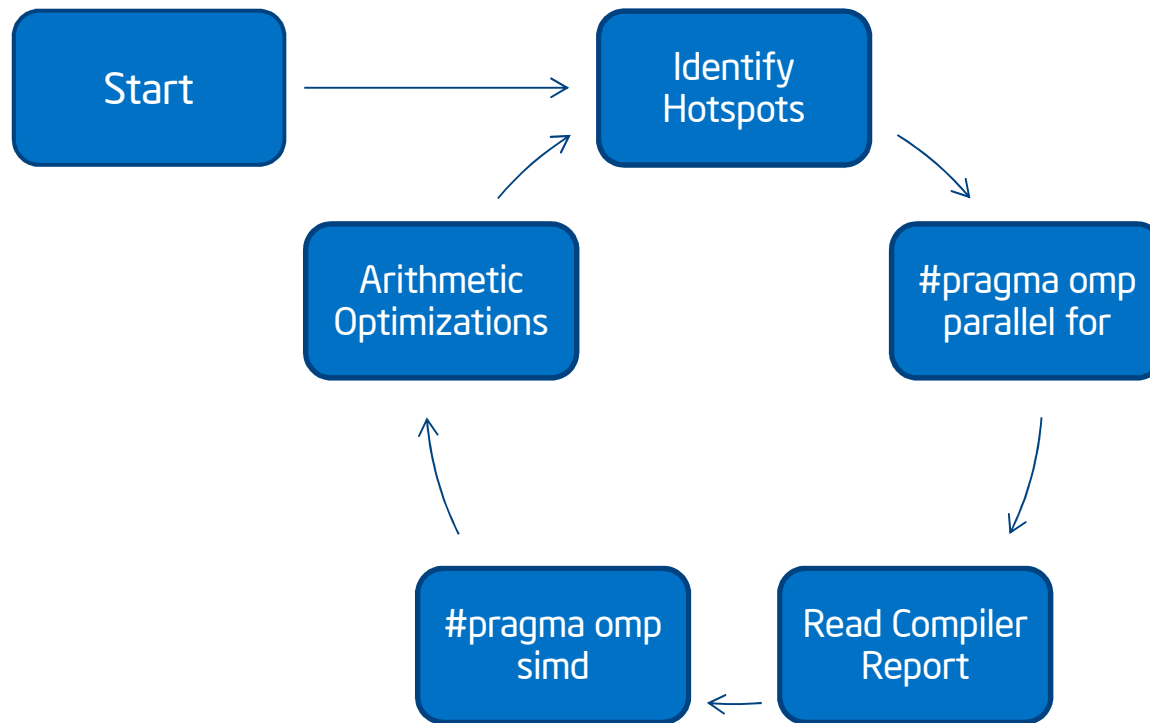 Start
Identify
Hotspots
#pragma omp
parallel for
Read Compiler
Report
#pragma omp
simd
Arithmetic
Optimizations